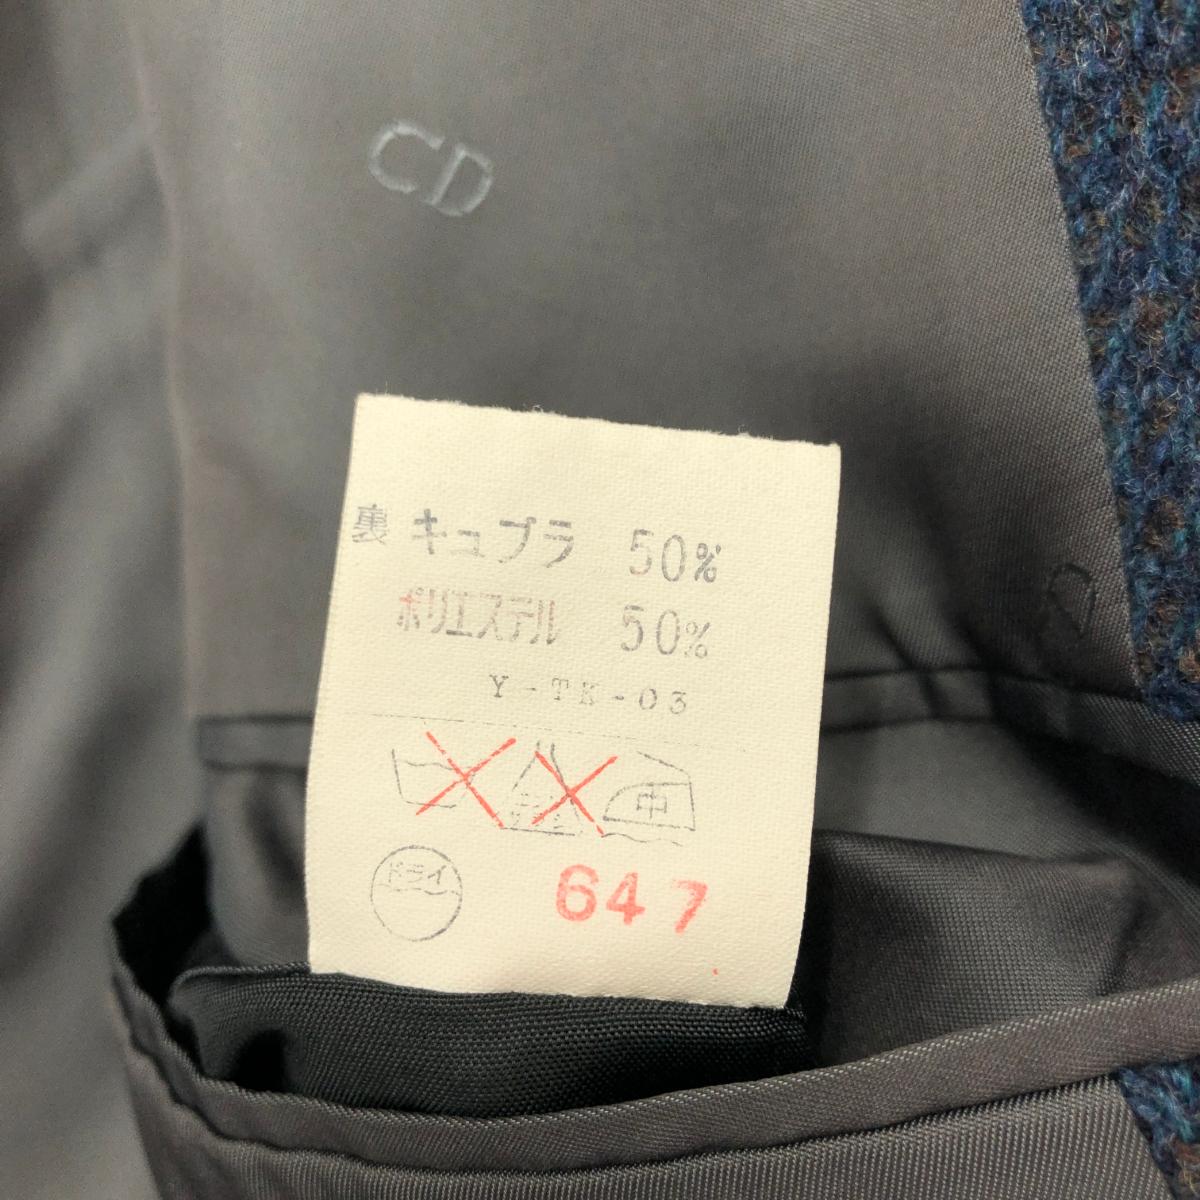 CD
裏 キュプラ 50%
ポリエステル 50%
Y-TK-03
中
ドライ
647